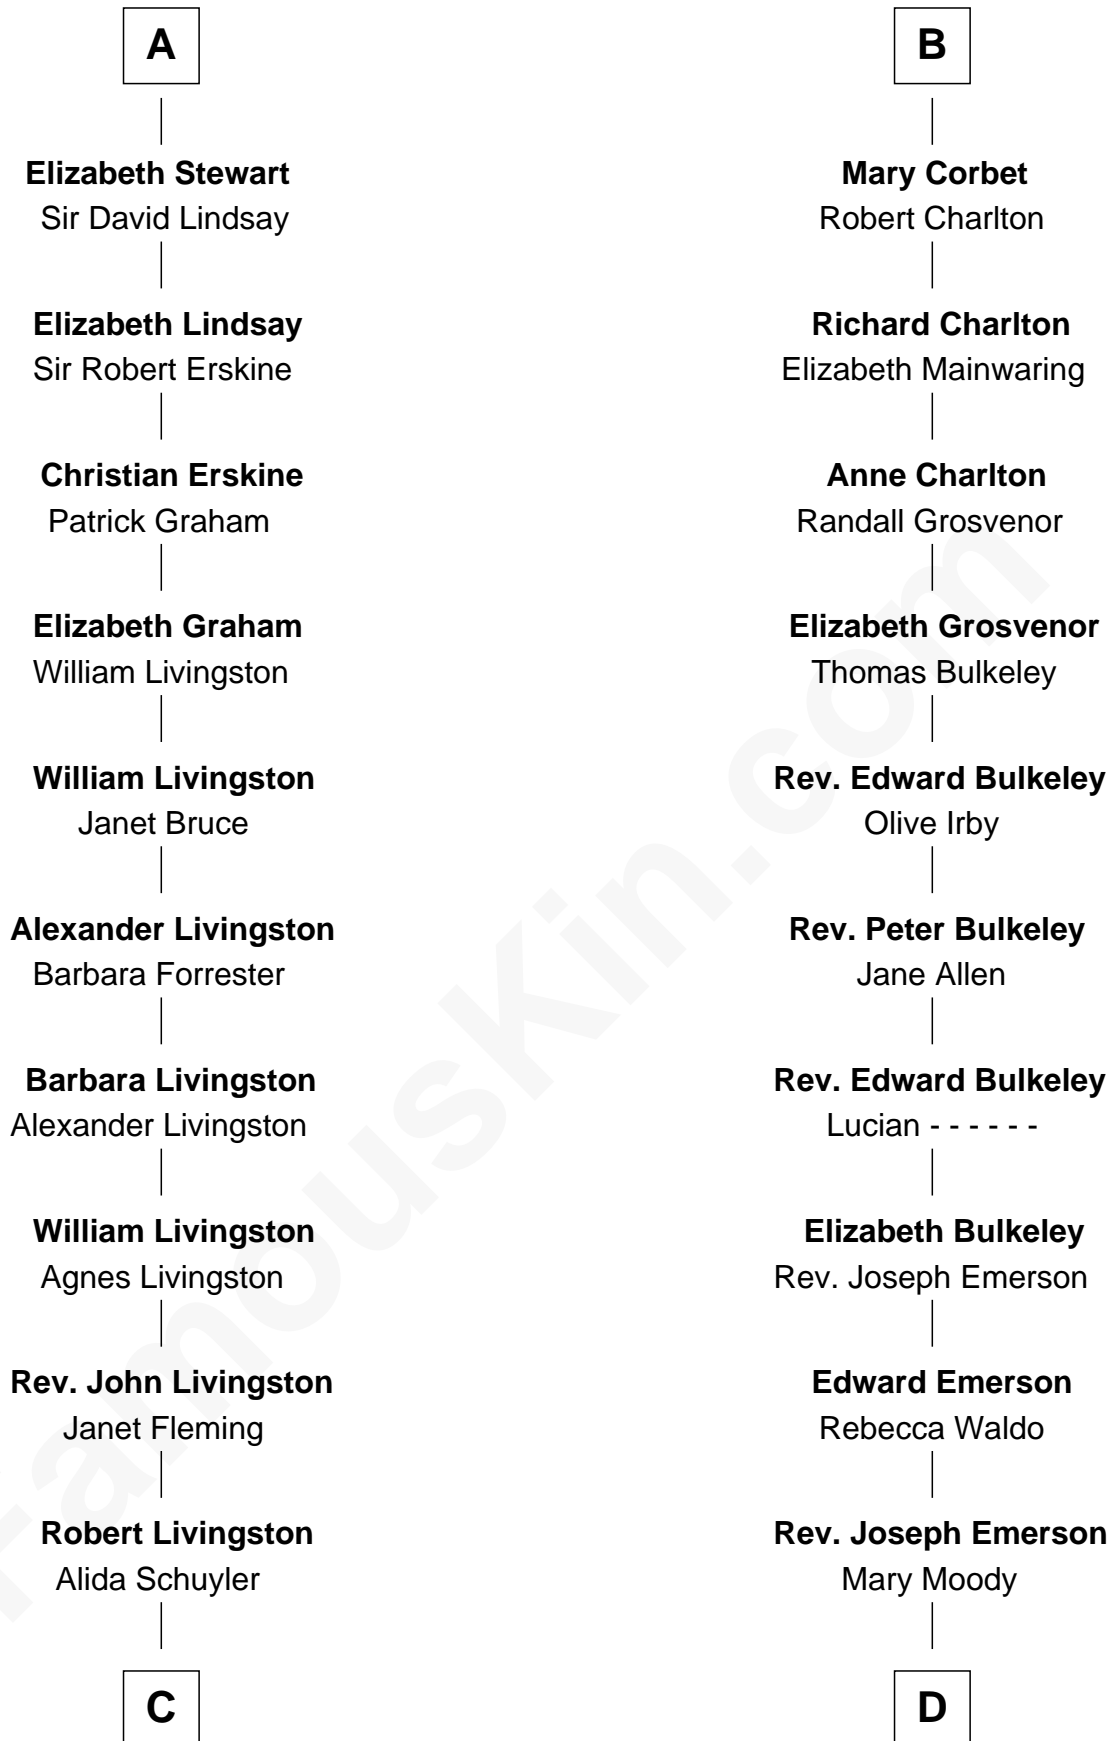 A
Elizabeth Stewart
Sir David Lindsay
Elizabeth Lindsay
Sir Robert Erskine
Christian Erskine
Patrick Graham
Elizabeth Graham
William Livingston
William Livingston
Janet Bruce
Alexander Livingston
Barbara Forrester
Barbara Livingston
Alexander Livingston
William Livingston
Agnes Livingston
Rev. John Livingston
Janet Fleming
Robert Livingston
Alida Schuyler
C
B
Mary Corbet
Robert Charlton
Richard Charlton
Elizabeth Mainwaring
Anne Charlton
Randall Grosvenor
Elizabeth Grosvenor
Thomas Bulkeley
Rev. Edward Bulkeley
Olive Irby
Rev. Peter Bulkeley
Jane Allen
Rev. Edward Bulkeley
Lucian - - - - - -
Elizabeth Bulkeley
Rev. Joseph Emerson
Edward Emerson
Rebecca Waldo
Rev. Joseph Emerson
Mary Moody
D
FamousKin.com